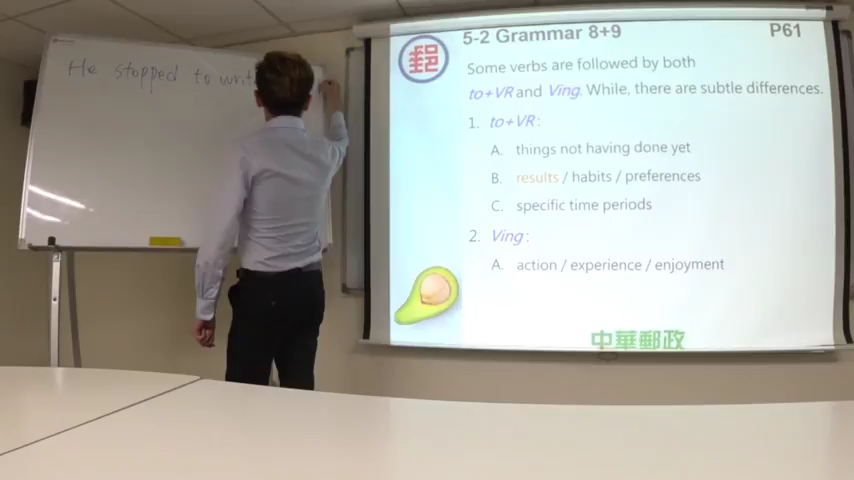 He stopped to writ
郵
5-2 Grammar 8+9
P61
Some verbs are followed by both
to+VR and Ving. While, there are subtle differences.
1. to+VR:
A. things not having done yet
B. results / habits / preferences
C. specific time periods
2. Ving:
A. action / experience / enjoyment
中華郵政